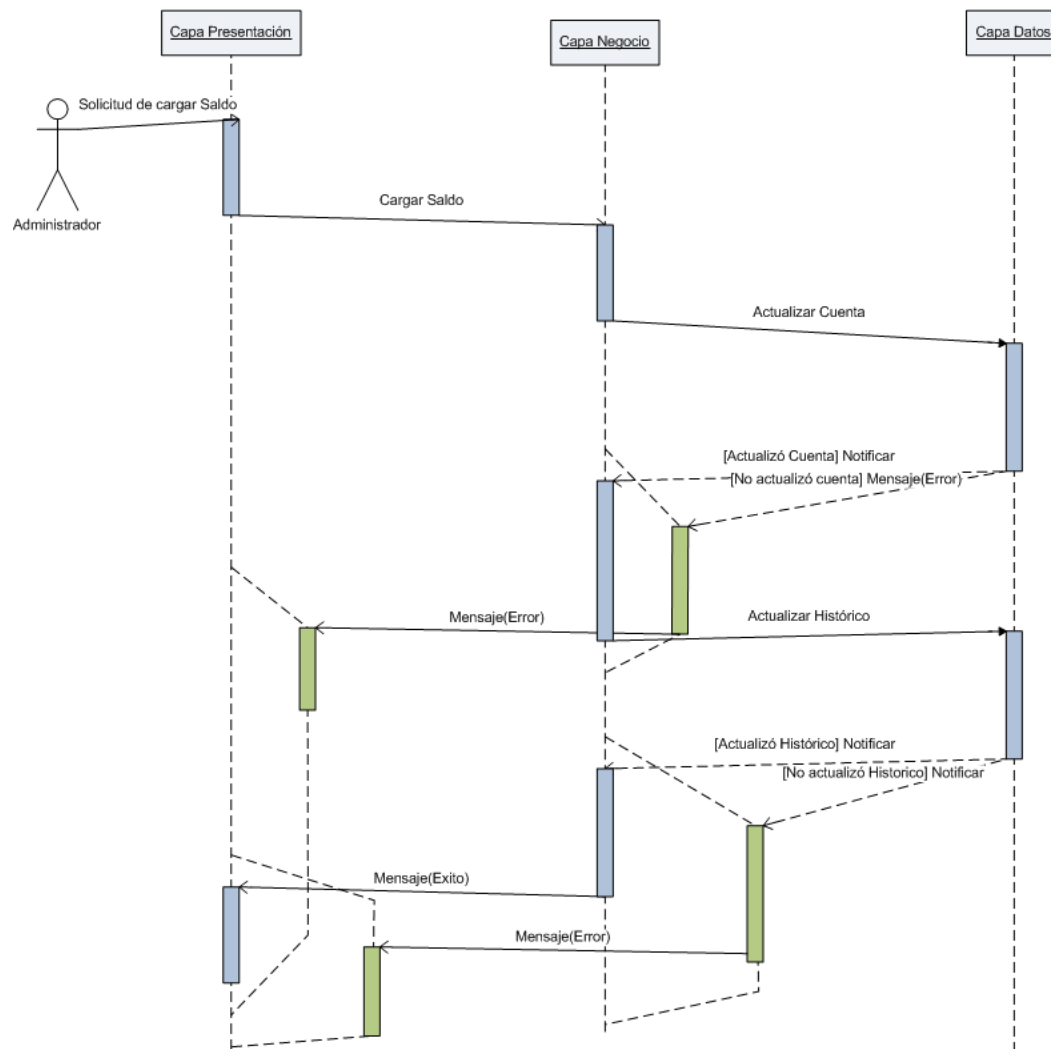 Capa Presentación
Capa Negocio
Capa Datos
Solicitud de cargar Saldo
Administrador
Cargar Saldo
Actualizar Cuenta
[Actualizó Cuenta] Notificar
[No actualizó cuenta] Mensaje(Error)
Mensaje(Error)
Actualizar Histórico
[Actualizó Histórico] Notificar
[No actualizó Historico] Notificar
Mensaje(Exito)
Mensaje(Error)